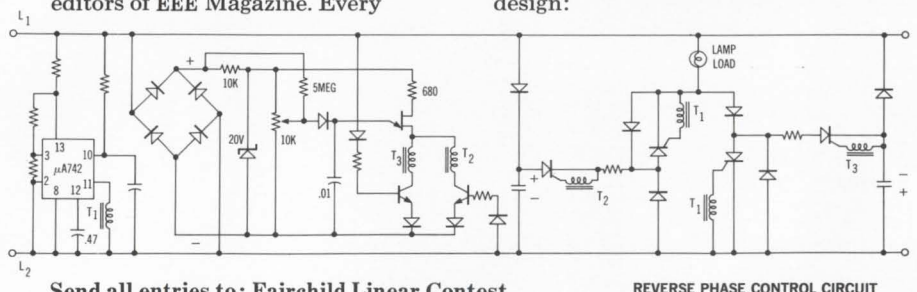 editors of EEE Magazine. Every
design:
L1
LAMP
LOAD
+
10K
5MEG
680
T1
13
3
10
20V
10K
μA742
T3
T2
2
11
8
12
T1
.47
.01
+
−
T2
T1
T3
−
+
−
L2
Send all entries to: Fairchild Linear Contest
REVERSE PHASE CONTROL CIRCUIT